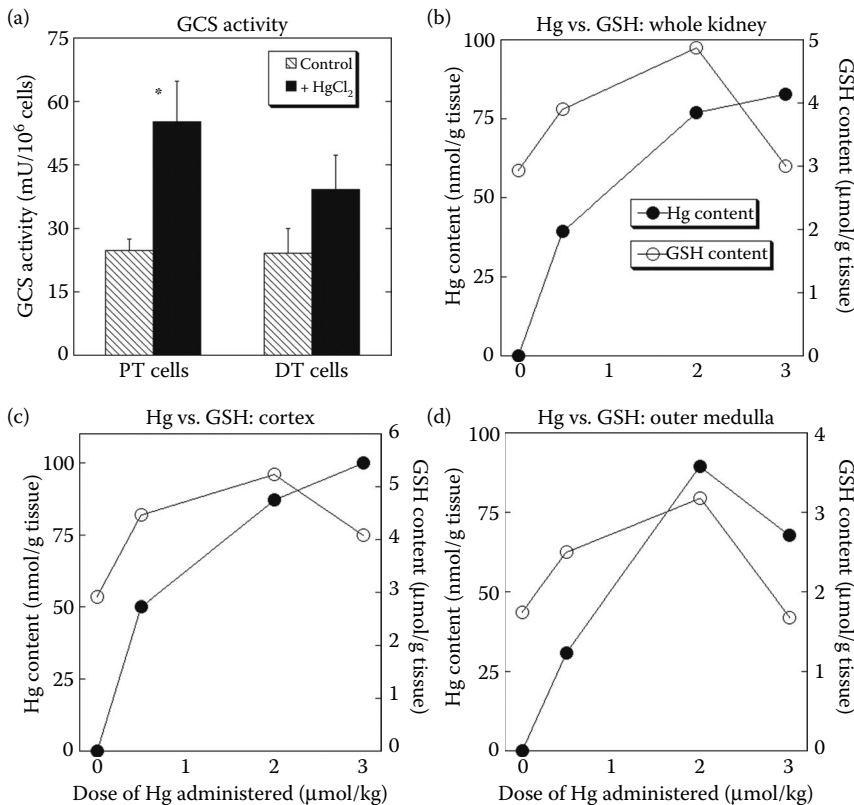 (a)
GCS activity
75
60
45
30
15
0
GCS activity (mU/10⁶ cells)
Control
+ HgCl₂
*
PT cells
DT cells
(b)
Hg vs. GSH: whole kidney
100
75
50
25
0
Hg content (nmol/g tissue)
5
4
3
2
1
0
GSH content (μmol/g tissue)
Hg content
GSH content
0
1
2
3
(c)
Hg vs. GSH: cortex
100
75
50
25
0
Hg content (nmol/g tissue)
6
5
4
3
2
1
0
GSH content (μmol/g tissue)
0
1
2
3
Dose of Hg administered (μmol/kg)
(d)
Hg vs. GSH: outer medulla
100
75
50
25
0
Hg content (nmol/g tissue)
4
3
2
1
0
GSH content (μmol/g tissue)
0
1
2
3
Dose of Hg administered (μmol/kg)